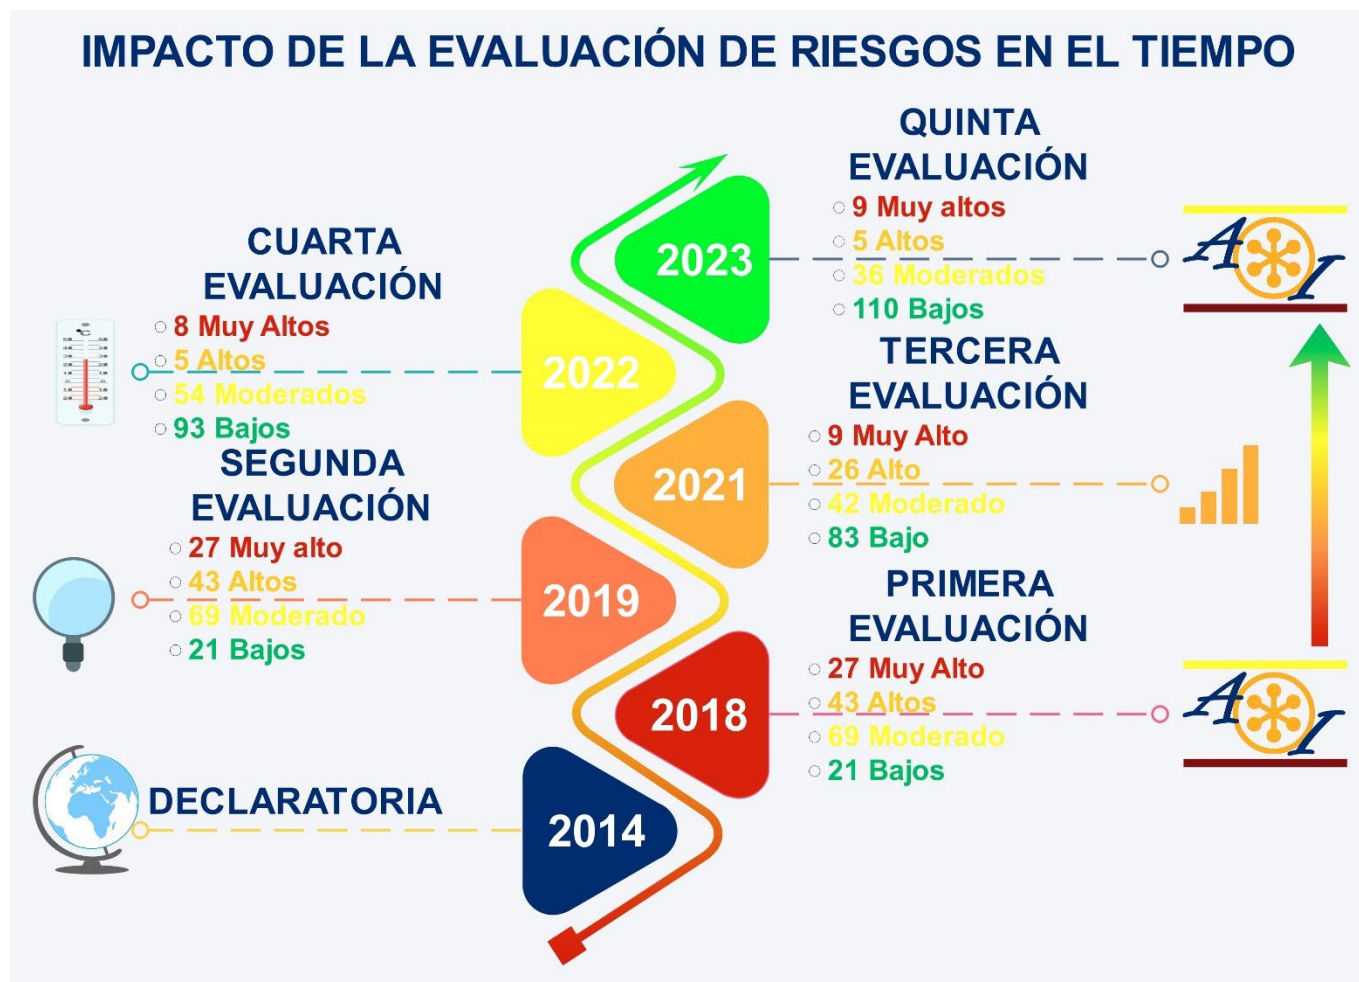 IMPACTO DE LA EVALUACIÓN DE RIESGOS EN EL TIEMPO
QUINTA
EVALUACIÓN
9 Muy altos
5 Altos
36 Moderados
110 Bajos
2023
A I
CUARTA
EVALUACIÓN
8 Muy Altos
5 Altos
54 Moderados
93 Bajos
2022
°C
TERCERA
EVALUACIÓN
9 Muy Alto
26 Alto
42 Moderado
83 Bajo
2021
SEGUNDA
EVALUACIÓN
27 Muy alto
43 Altos
69 Moderado
21 Bajos
2019
PRIMERA
EVALUACIÓN
27 Muy Alto
43 Altos
69 Moderado
21 Bajos
2018
A I
DECLARATORIA
2014